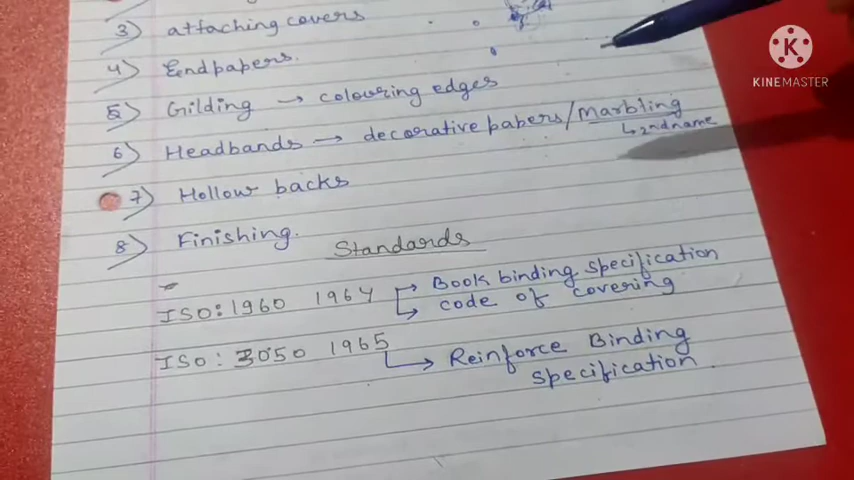 3) attaching covers
4) Endpapers.
5) Gilding → colouring edges
6) Headbands → decorative papers/Marbling
↳ 2nd name
7) Hollow backs
8) Finishing.
Standards
ISO:1960 1964 → Book binding specification
→ code of covering
ISO: 3050 1965 → Reinforce Binding
specification.
K
KINEMASTER